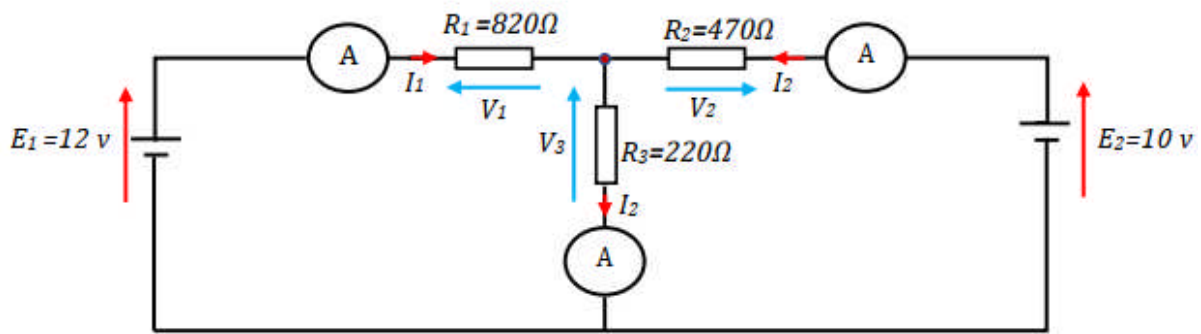 R1=820Ω
R2=470Ω
A
A
I1
I2
V1
V2
E1 =12 v
V3
R3=220Ω
E2=10 v
I2
A